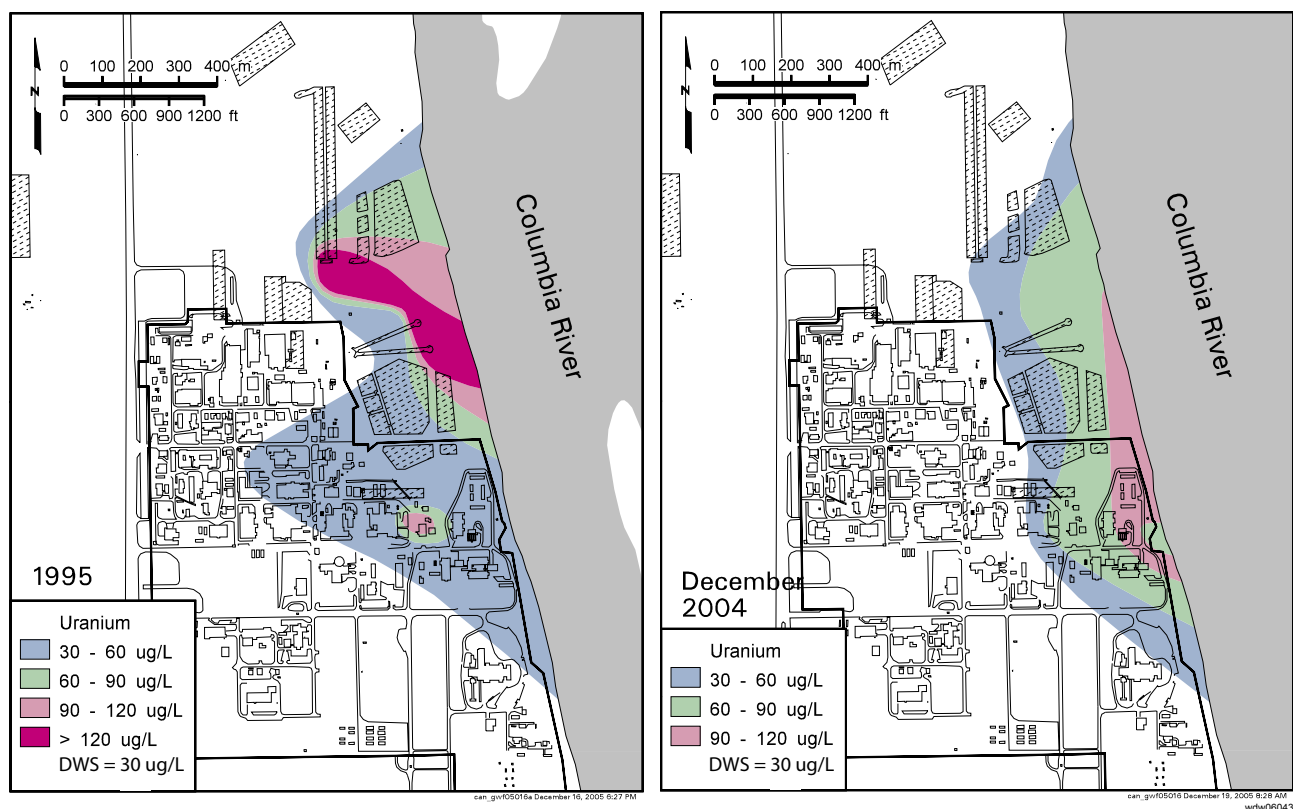 0 100 200 300 400 m
0 300 600 900 1200 ft
N
Columbia River
1995
Uranium
30 - 60 ug/L
60 - 90 ug/L
90 - 120 ug/L
> 120 ug/L
DWS = 30 ug/L
can_gwf05016a December 16, 2005 6:27 PM
0 100 200 300 400 m
0 300 600 900 1200 ft
N
Columbia River
December
2004
Uranium
30 - 60 ug/L
60 - 90 ug/L
90 - 120 ug/L
DWS = 30 ug/L
can_gwf05016 December 19, 2005 8:28 AM
wdw06043